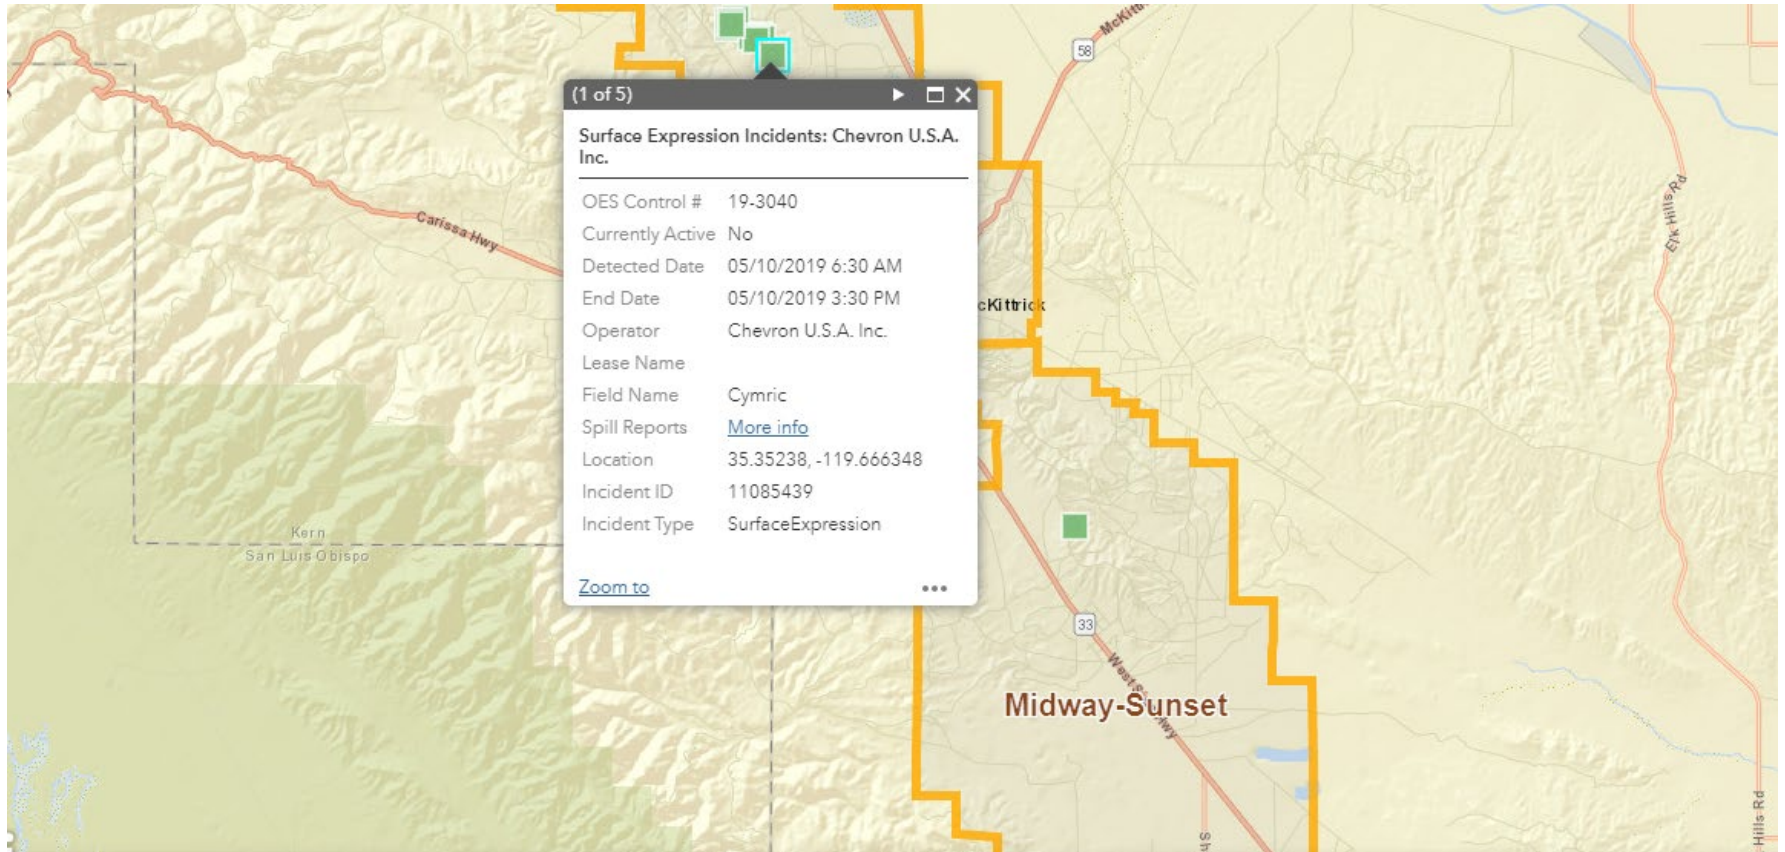 McKitt
58
(1 of 5)
Surface Expression Incidents: Chevron U.S.A.
Inc.
OES Control # 19-3040
Currently Active No
Detected Date 05/10/2019 6:30 AM
End Date 05/10/2019 3:30 PM
Operator Chevron U.S.A. Inc.
Lease Name
Field Name Cymric
Spill Reports More info
Location 35.35238, -119.666348
Incident ID 11085439
Incident Type SurfaceExpression
Zoom to
Carissa Hwy
Elk Hills Rd
cKittrick
Kern
San Luis Obispo
33
Midway-Sunset
Hwy
Sh
Hills Rd